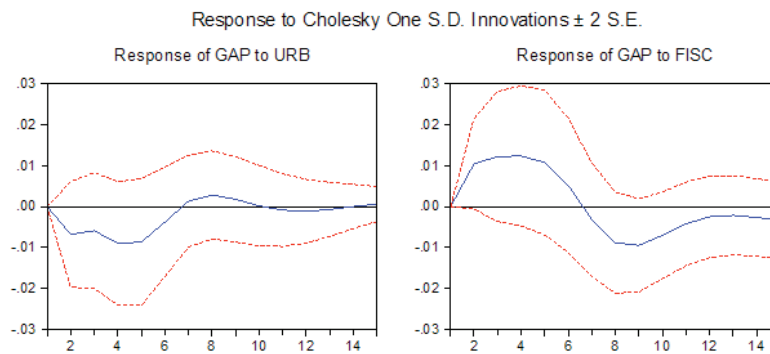 Response to Cholesky One S.D. Innovations ± 2 S.E.
Response of GAP to URB
.03
.02
.01
.00
-.01
-.02
-.03
2 4 6 8 10 12 14
Response of GAP to FISC
.03
.02
.01
.00
-.01
-.02
-.03
2 4 6 8 10 12 14